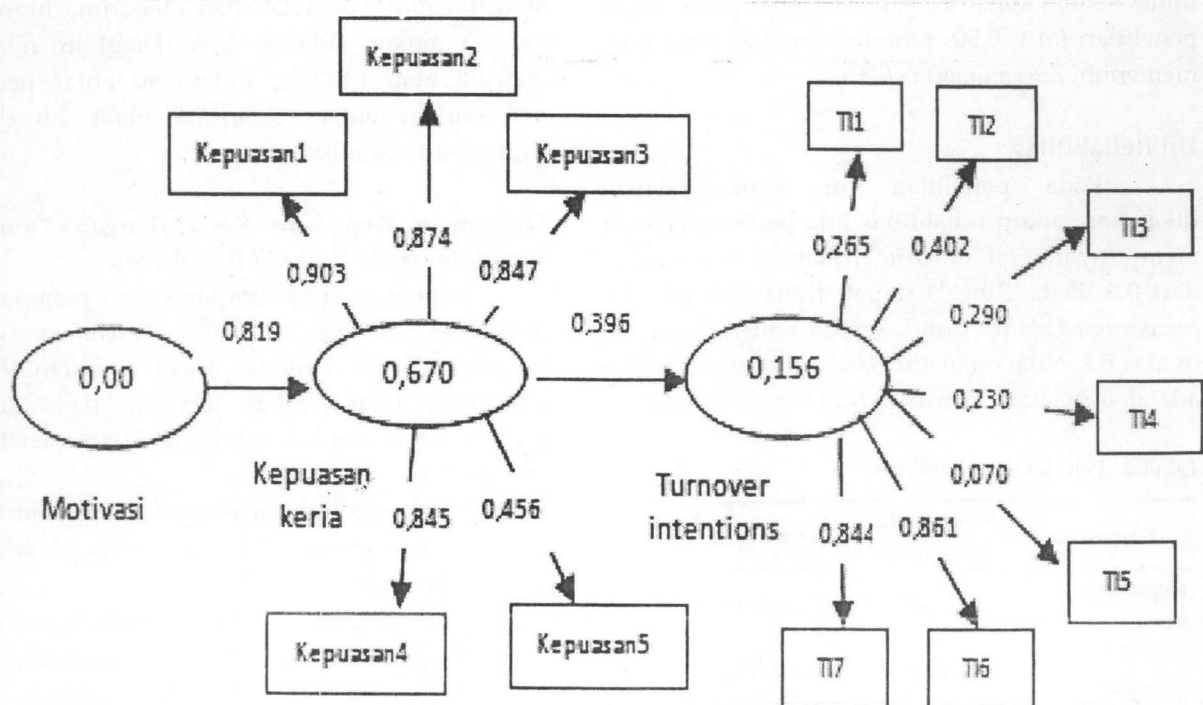 Kepuasan2
Kepuasan1
Kepuasan3
TI1
TI2
TI3
TI4
TI5
TI6
TI7
0,874
0,903
0,847
0,819
0,396
0,265
0,402
0,290
0,230
0,070
0,861
0,844
0,00
0,670
0,156
Motivasi
Kepuasan
keria
0,845
0,456
Turnover
intentions
Kepuasan4
Kepuasan5